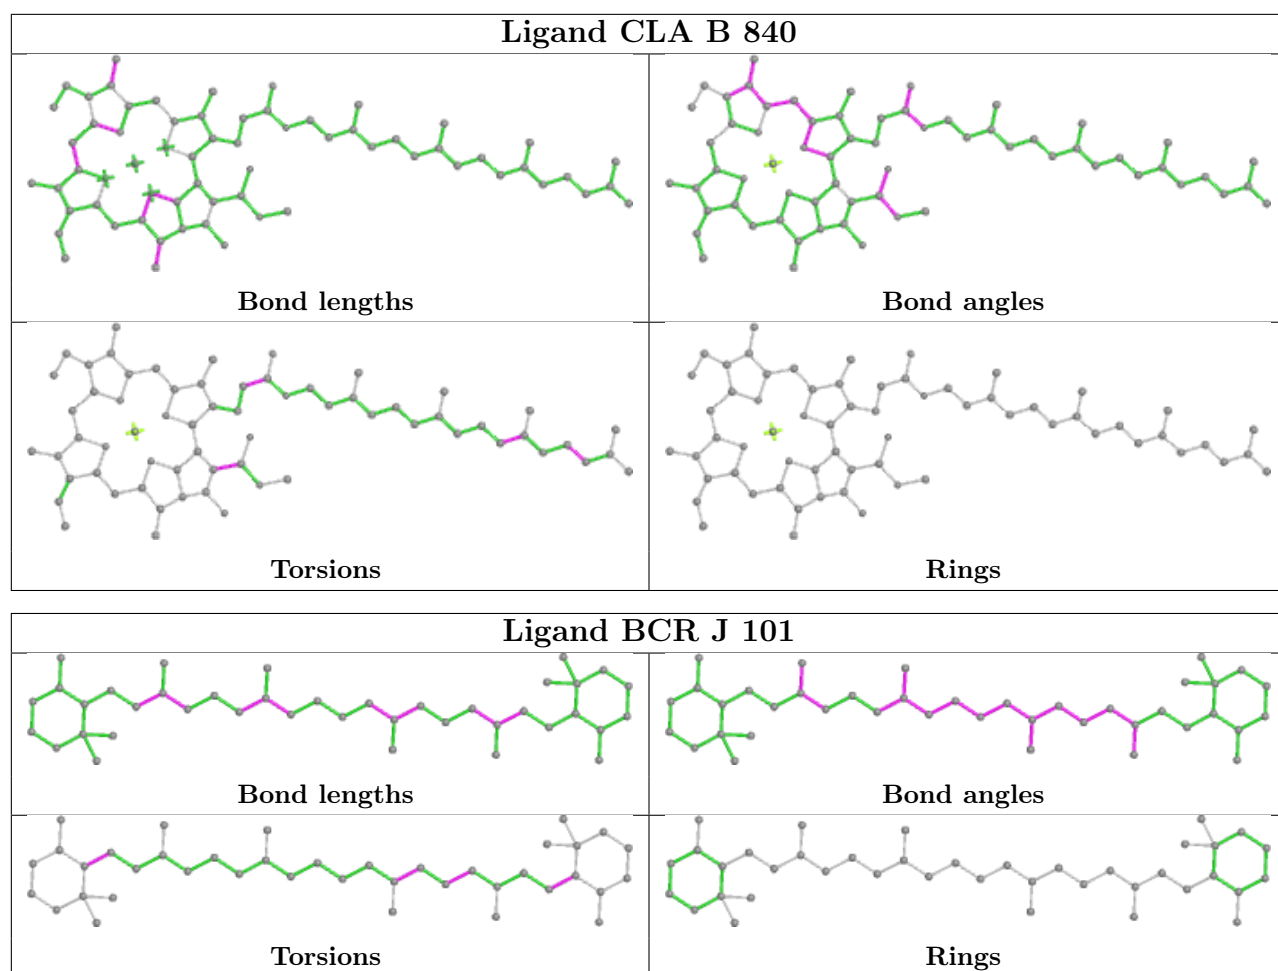 Ligand CLA B 840
Bond lengths
Bond angles
Torsions
Rings
Ligand BCR J 101
Bond lengths
Bond angles
Torsions
Rings